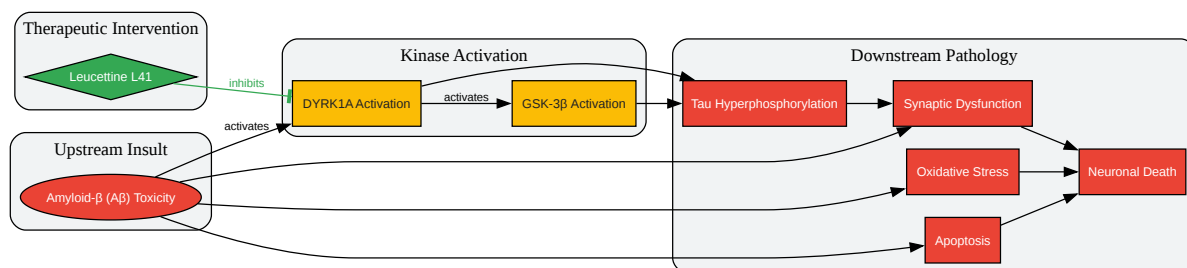 Therapeutic Intervention
Leucettine L41
inhibits
Kinase Activation
DYRK1A Activation
activates
GSK-3β Activation
Downstream Pathology
Tau Hyperphosphorylation
Synaptic Dysfunction
Oxidative Stress
Neuronal Death
Apoptosis
activates
Upstream Insult
Amyloid-β (Aβ) Toxicity